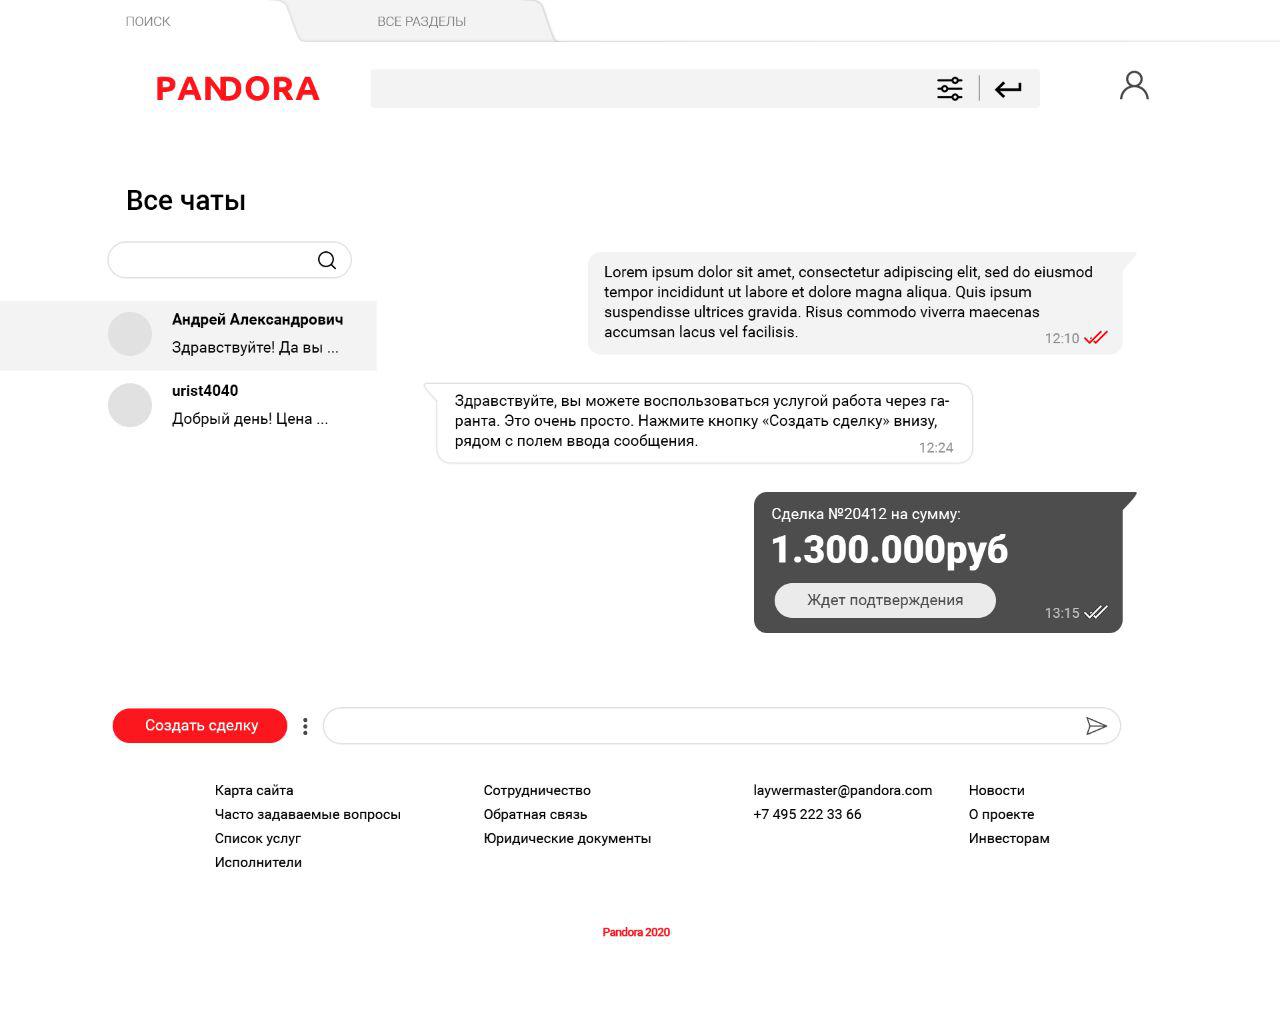 ПОИСК
ВСЕ РАЗДЕЛЫ
PANDORA
Все чаты
Андрей Александрович
Здравствуйте! Да вы ...
urist4040
Добрый день! Цена ...
Lorem ipsum dolor sit amet, consectetur adipiscing elit, sed do eiusmod
tempor incididunt ut labore et dolore magna aliqua. Quis ipsum
suspendisse ultrices gravida. Risus commodo viverra maecenas
accumsan lacus vel facilisis.
12:10
Здравствуйте, вы можете воспользоваться услугой работа через га-
ранта. Это очень просто. Нажмите кнопку «Создать сделку» внизу,
рядом с полем ввода сообщения.
12:24
Сделка №20412 на сумму:
1.300.000руб
Ждет подтверждения
13:15
Создать сделку
Карта сайта
Часто задаваемые вопросы
Список услуг
Исполнители
Сотрудничество
Обратная связь
Юридические документы
laywermaster@pandora.com
+7 495 222 33 66
Новости
О проекте
Инвесторам
Pandora 2020